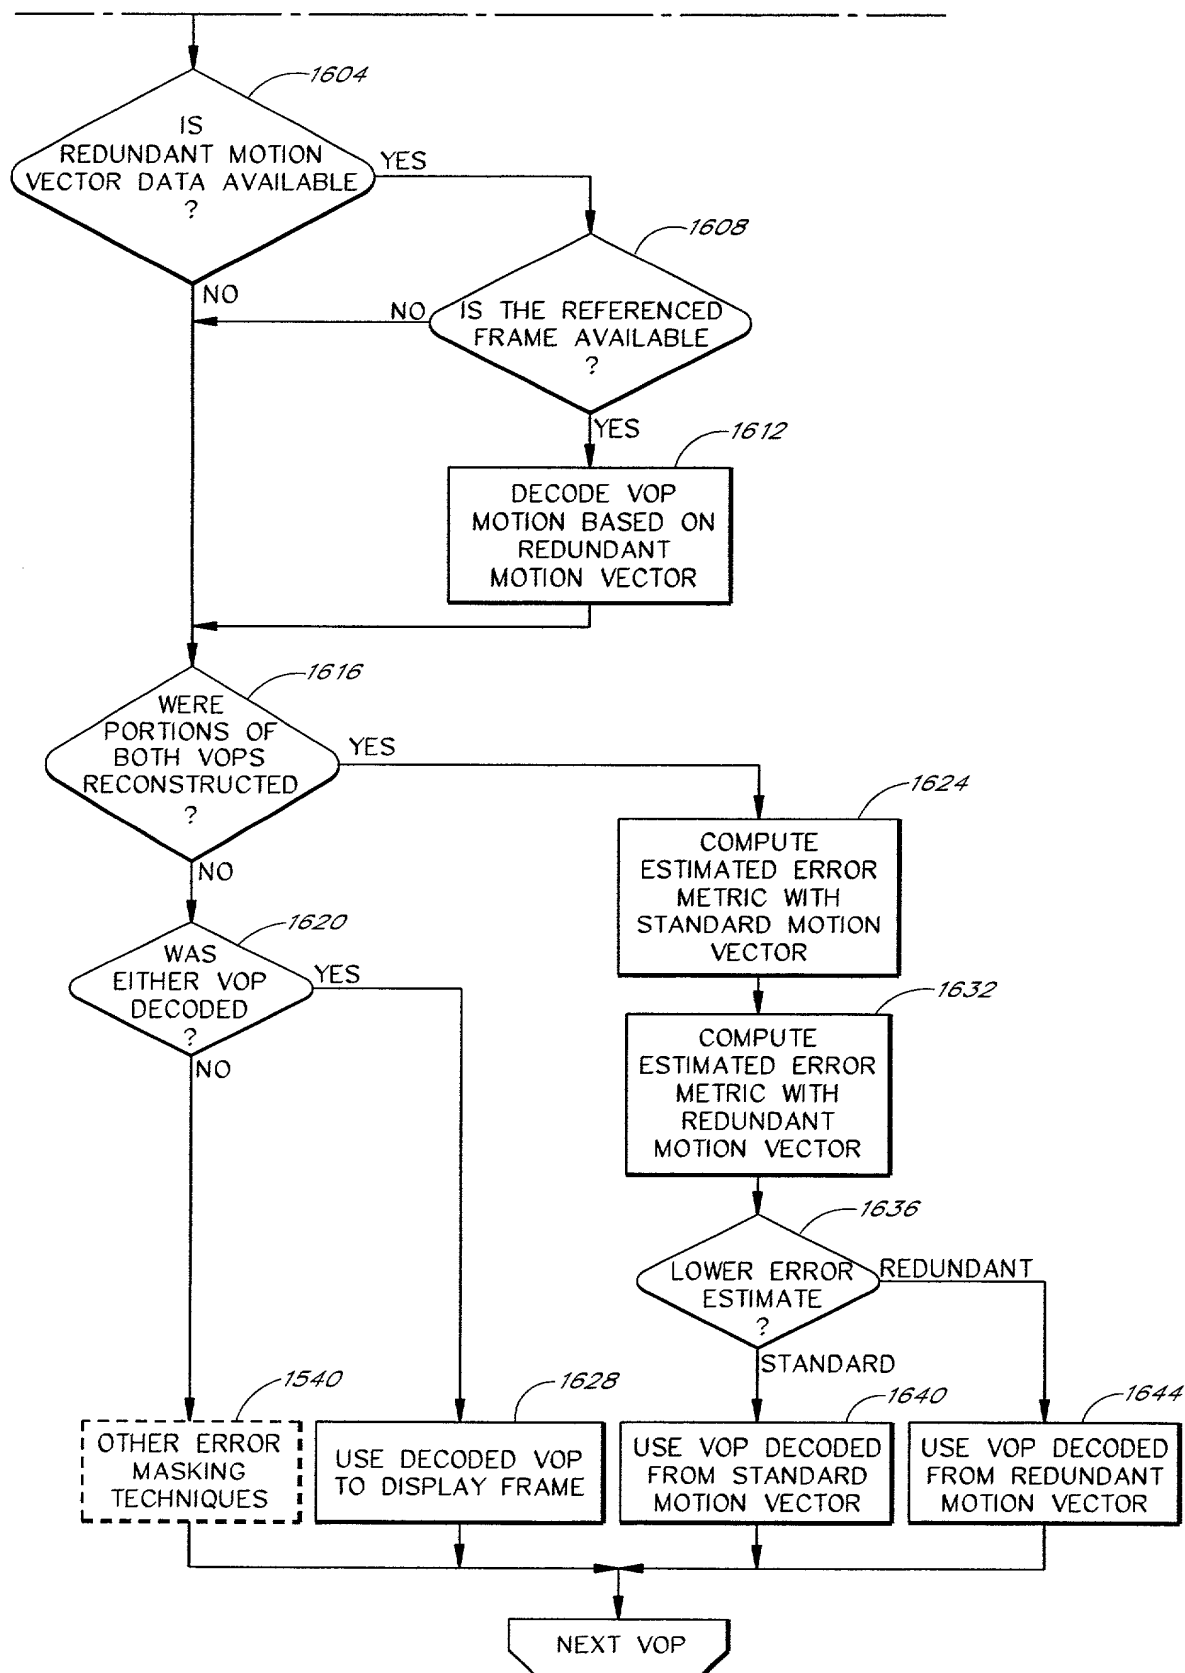 1604
IS
REDUNDANT MOTION
VECTOR DATA AVAILABLE
?
YES
NO
1608
IS THE REFERENCED
FRAME AVAILABLE
?
NO
YES
1612
DECODE VOP
MOTION BASED ON
REDUNDANT
MOTION VECTOR
1616
WERE
PORTIONS OF
BOTH VOPS
RECONSTRUCTED
?
YES
NO
1624
COMPUTE
ESTIMATED ERROR
METRIC WITH
STANDARD MOTION
VECTOR
1620
WAS
EITHER VOP
DECODED
?
YES
NO
1632
COMPUTE
ESTIMATED ERROR
METRIC WITH
REDUNDANT
MOTION VECTOR
1636
LOWER ERROR
ESTIMATE
?
REDUNDANT
STANDARD
1540
OTHER ERROR
MASKING
TECHNIQUES
1628
USE DECODED VOP
TO DISPLAY FRAME
1640
USE VOP DECODED
FROM STANDARD
MOTION VECTOR
1644
USE VOP DECODED
FROM REDUNDANT
MOTION VECTOR
NEXT VOP